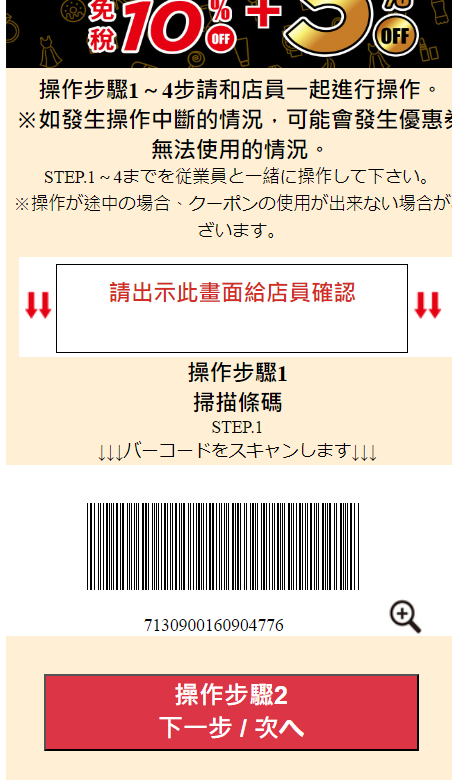 免稅10%OFF+5%OFF
操作步驟1～4步請和店員一起進行操作。
※如發生操作中斷的情況，可能會發生優惠券
無法使用的情況。
STEP.1～4までを従業員と一緒に操作して下さい。
※操作が途中の場合、クーポンの使用が出来ない場合が
ざいます。
請出示此畫面給店員確認
操作步驟1
掃描條碼
STEP.1
↓↓↓バーコードをスキャンします↓↓↓
7130900160904776
操作步驟2
下一步 / 次へ